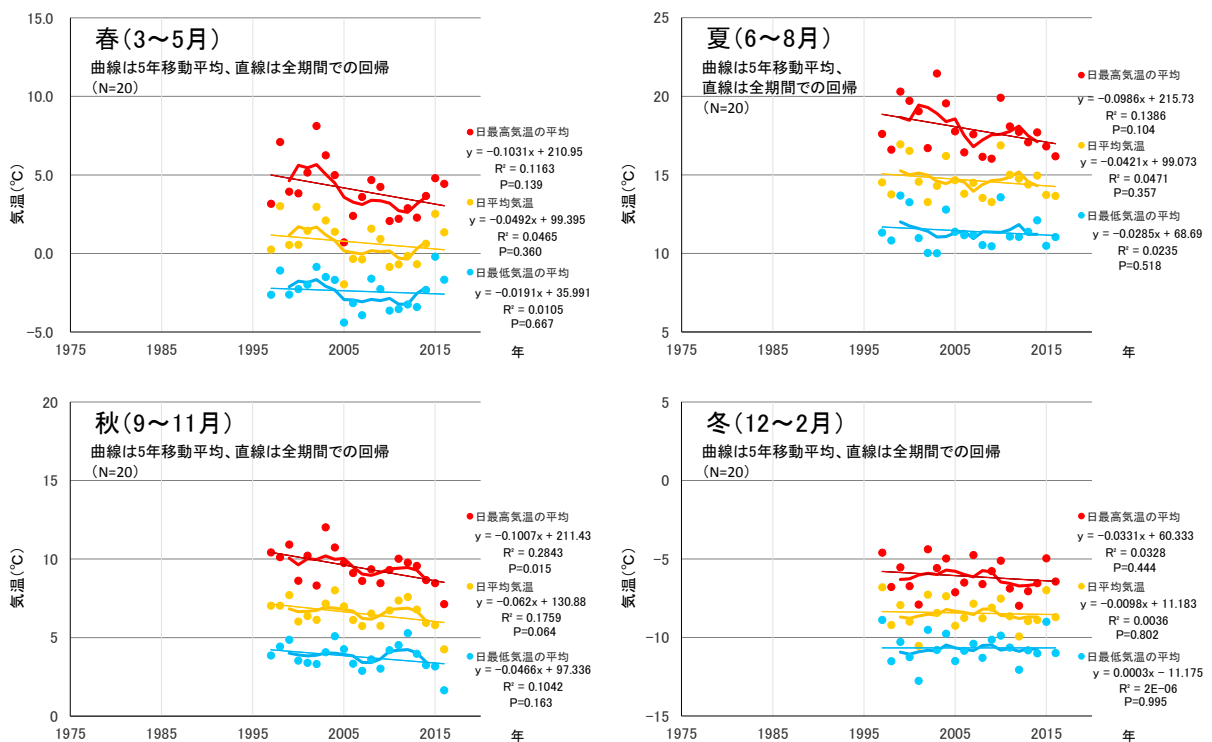 春(3～5月)
曲線は5年移動平均、直線は全期間での回帰
(N=20)
気温(℃)
15.0
10.0
5.0
0.0
−5.0
1975
1985
1995
2005
2015
年
日最高気温の平均
y = −0.1031x + 210.95
R² = 0.1163
P=0.139
日平均気温
y = −0.0492x + 99.395
R² = 0.0465
P=0.360
日最低気温の平均
y = −0.0191x + 35.991
R² = 0.0105
P=0.667
夏(6～8月)
曲線は5年移動平均、
直線は全期間での回帰
(N=20)
気温(℃)
25
20
15
10
5
1975
1985
1995
2005
2015
年
日最高気温の平均
y = −0.0986x + 215.73
R² = 0.1386
P=0.104
日平均気温
y = −0.0421x + 99.073
R² = 0.0471
P=0.357
日最低気温の平均
y = −0.0285x + 68.69
R² = 0.0235
P=0.518
秋(9～11月)
曲線は5年移動平均、直線は全期間での回帰
(N=20)
気温(℃)
20
15
10
5
0
1975
1985
1995
2005
2015
年
日最高気温の平均
y = −0.1007x + 211.43
R² = 0.2843
P=0.015
日平均気温
y = −0.062x + 130.88
R² = 0.1759
P=0.064
日最低気温の平均
y = −0.0466x + 97.336
R² = 0.1042
P=0.163
冬(12～2月)
曲線は5年移動平均、直線は全期間での回帰
(N=20)
気温(℃)
5
0
−5
−10
−15
1975
1985
1995
2005
2015
年
日最高気温の平均
y = −0.0331x + 60.333
R² = 0.0328
P=0.444
日平均気温
y = −0.0098x + 11.183
R² = 0.0036
P=0.802
日最低気温の平均
y = 0.0003x − 11.175
R² = 2E-06
P=0.995